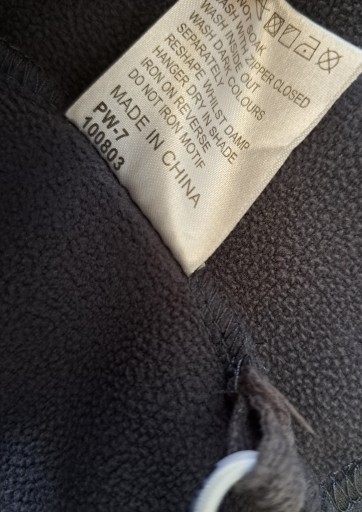 NOT SOAK
WASH WITH ZIPPER CLOSED
WASH INSIDE OUT
WASH DARK COLOURS
SEPARATELY
RESHAPE WHILST DAMP
HANGER DRY IN SHADE
IRON ON REVERSE
DO NOT IRON MOTIF
MADE IN CHINA
PW-7
100803